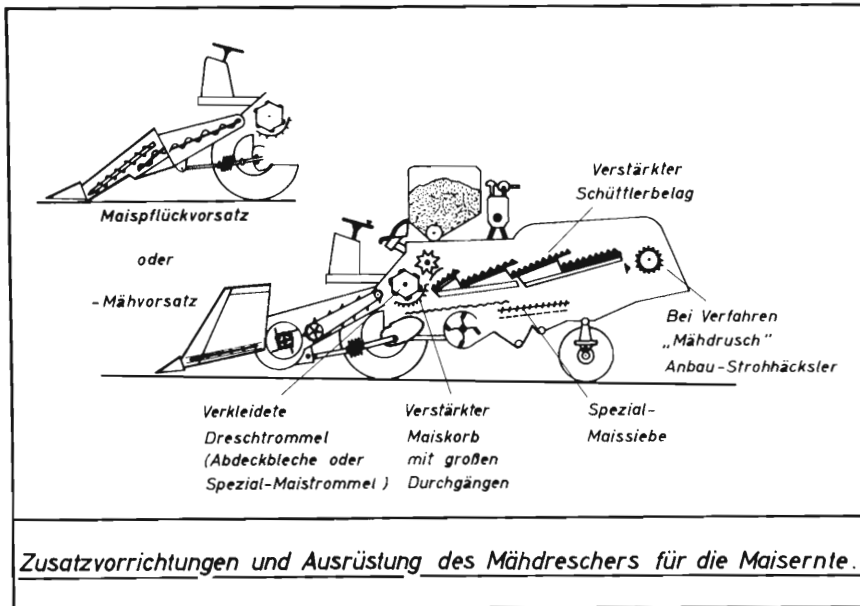 Maispflückvorsatz
oder
-Mähvorsatz
Verstärkter
Schüttlerbelag
Bei Verfahren
„Mähdrusch"
Anbau-Strohhäcksler
Verkleidete
Dreschtrommel
(Abdeckbleche oder
Spezial-Maistrommel)
Verstärkter
Maiskorb
mit großen
Durchgängen
Spezial-
Maissiebe
Zusatzvorrichtungen und Ausrüstung des Mähdreschers für die Maisernte.